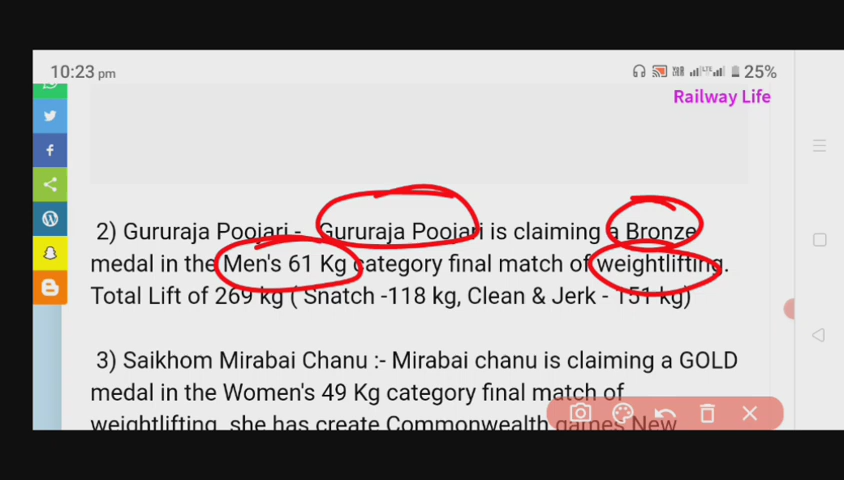 10:23 pm
25%
Railway Life
2) Gururaja Poojari - Gururaja Poojari is claiming a Bronze
medal in the Men's 61 Kg category final match of weightlifting.
Total Lift of 269 kg ( Snatch -118 kg, Clean & Jerk - 151 kg)
3) Saikhom Mirabai Chanu :- Mirabai chanu is claiming a GOLD
medal in the Women's 49 Kg category final match of
weightlifting, she has create Commonwealth games New